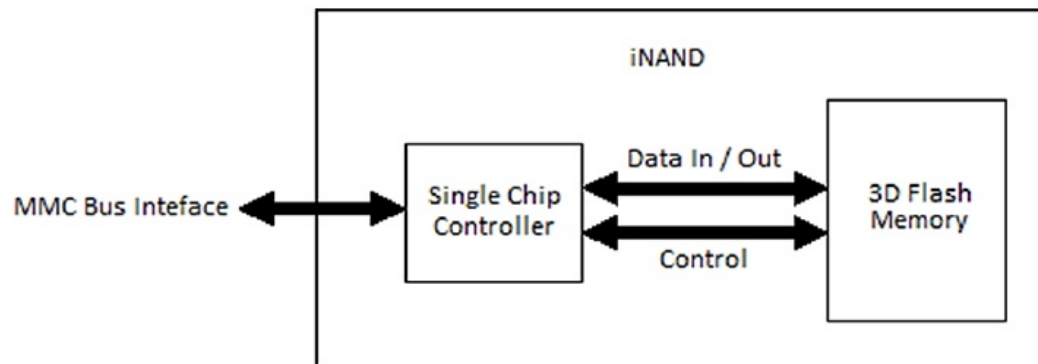 iNAND
Data In / Out
MMC Bus Inteface
Single Chip
Controller
3D Flash
Memory
Control